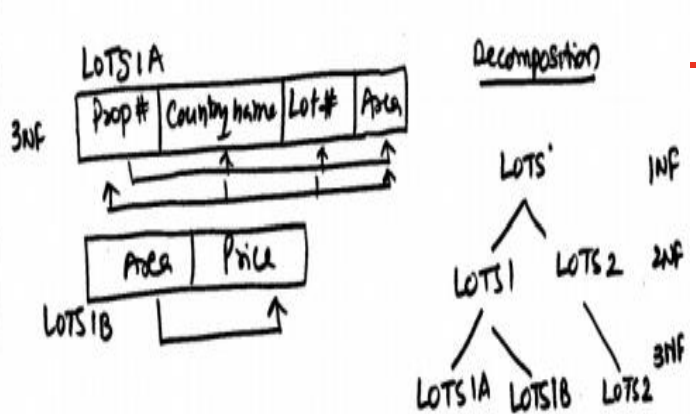 LOTS1A
3NF
Prop# Country name Lot# Area
Area Price
LOTS1B
Decomposition
LOTS 1NF
LOTS1 LOTS2 2NF
LOTS1A LOTS1B LOTS2 3NF